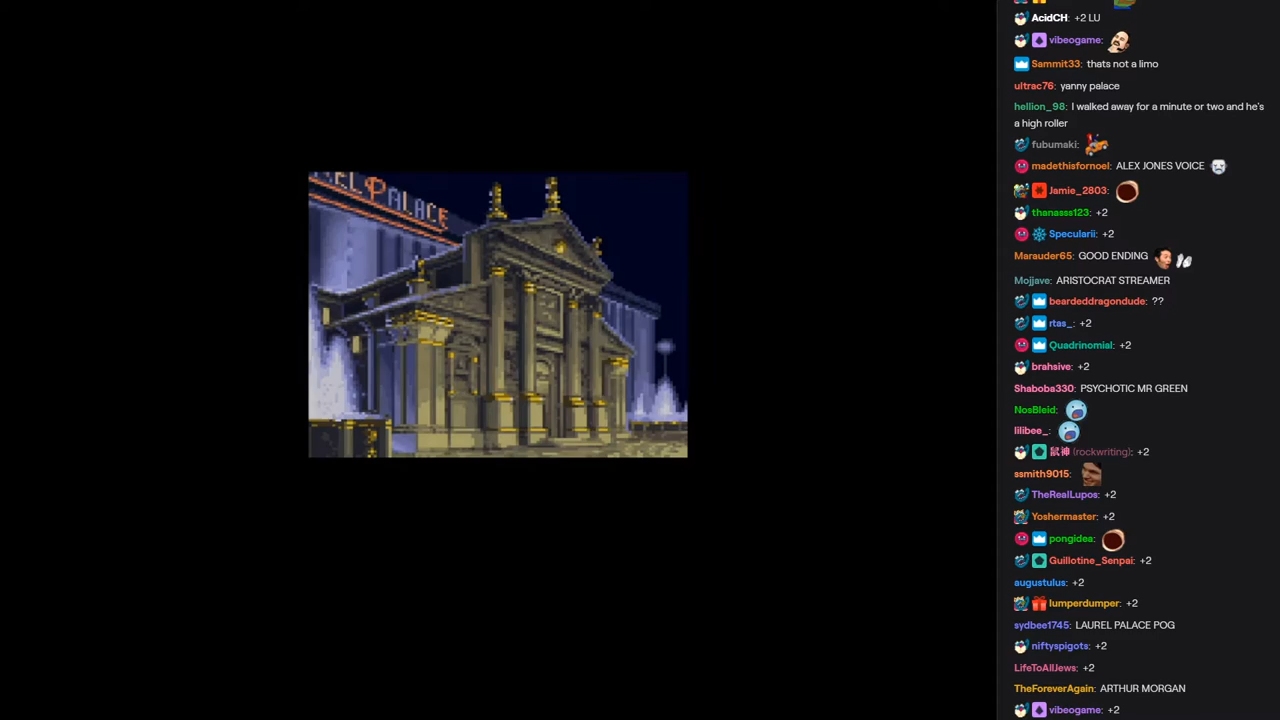 REL PALACE
AcidCH: +2 LU
vibeogame:
Sammit33: thats not a limo
ultrac76: yanny palace
hellion_98: I walked away for a minute or two and he's
a high roller
fubumaki:
madethisfornoel: ALEX JONES VOICE
Jamie_2803:
thanasss123: +2
Specularii: +2
Marauder65: GOOD ENDING
Mojjave: ARISTOCRAT STREAMER
beardeddragondude: ??
rtas_: +2
Quadrinomial: +2
brahsive: +2
Shaboba330: PSYCHOTIC MR GREEN
NosBleid:
lilibee_:
鼠神 (rockwriting): +2
ssmith9015:
TheRealLupos: +2
Yoshermaster: +2
pongidea:
Guillotine_Senpai: +2
augustulus: +2
lumperdumper: +2
sydbee1745: LAUREL PALACE POG
niftyspigots: +2
LifeToAllJews: +2
TheForeverAgain: ARTHUR MORGAN
vibeogame: +2